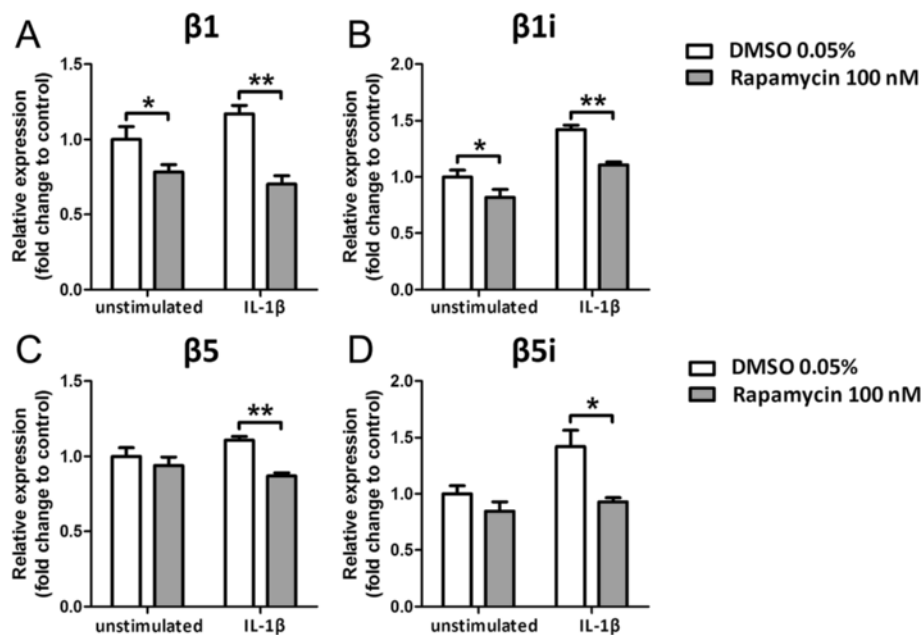 A
β1
Relative expression
(fold change to control)
1.5
1.0
0.5
0.0
*
**
unstimulated
IL-1β
B
β1i
Relative expression
(fold change to control)
2.0
1.5
1.0
0.5
0.0
*
**
unstimulated
IL-1β
DMSO 0.05%
Rapamycin 100 nM
C
β5
Relative expression
(fold change to control)
1.5
1.0
0.5
0.0
**
unstimulated
IL-1β
D
β5i
Relative expression
(fold change to control)
2.0
1.5
1.0
0.5
0.0
*
unstimulated
IL-1β
DMSO 0.05%
Rapamycin 100 nM